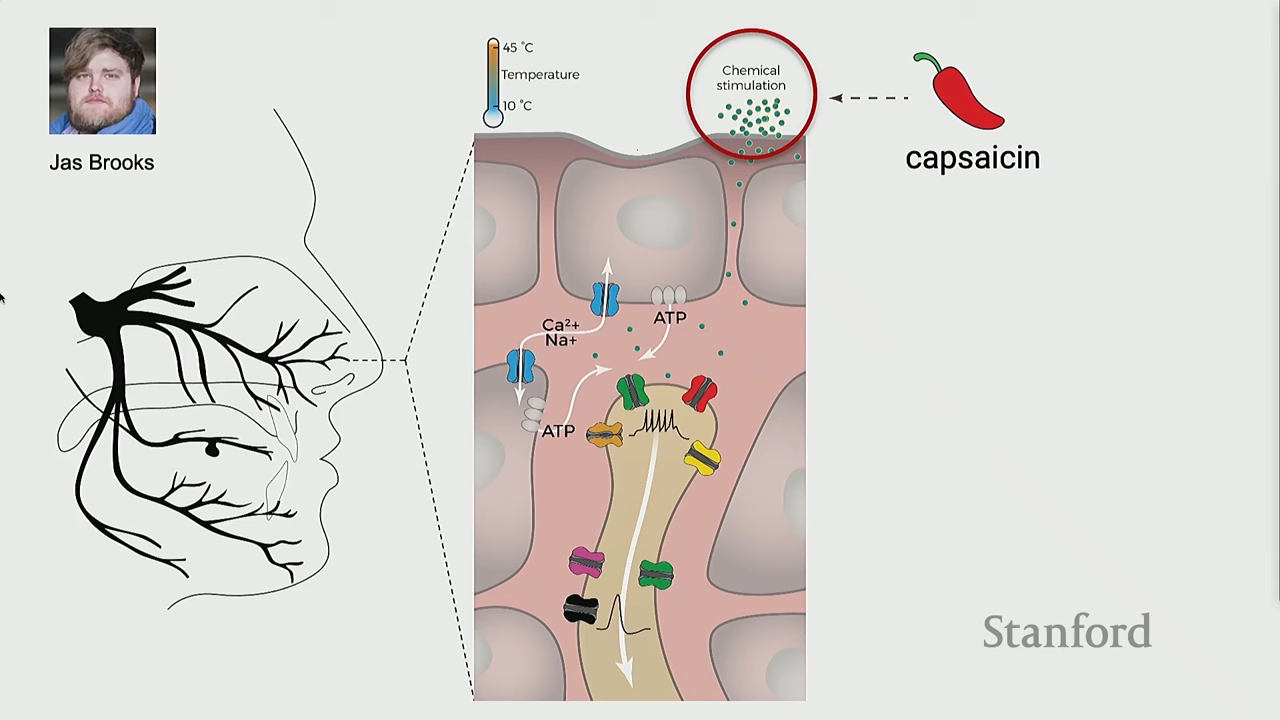 Jas Brooks
45 °C
Temperature
10 °C
Chemical
stimulation
capsaicin
Ca²+
Na+
ATP
ATP
Stanford